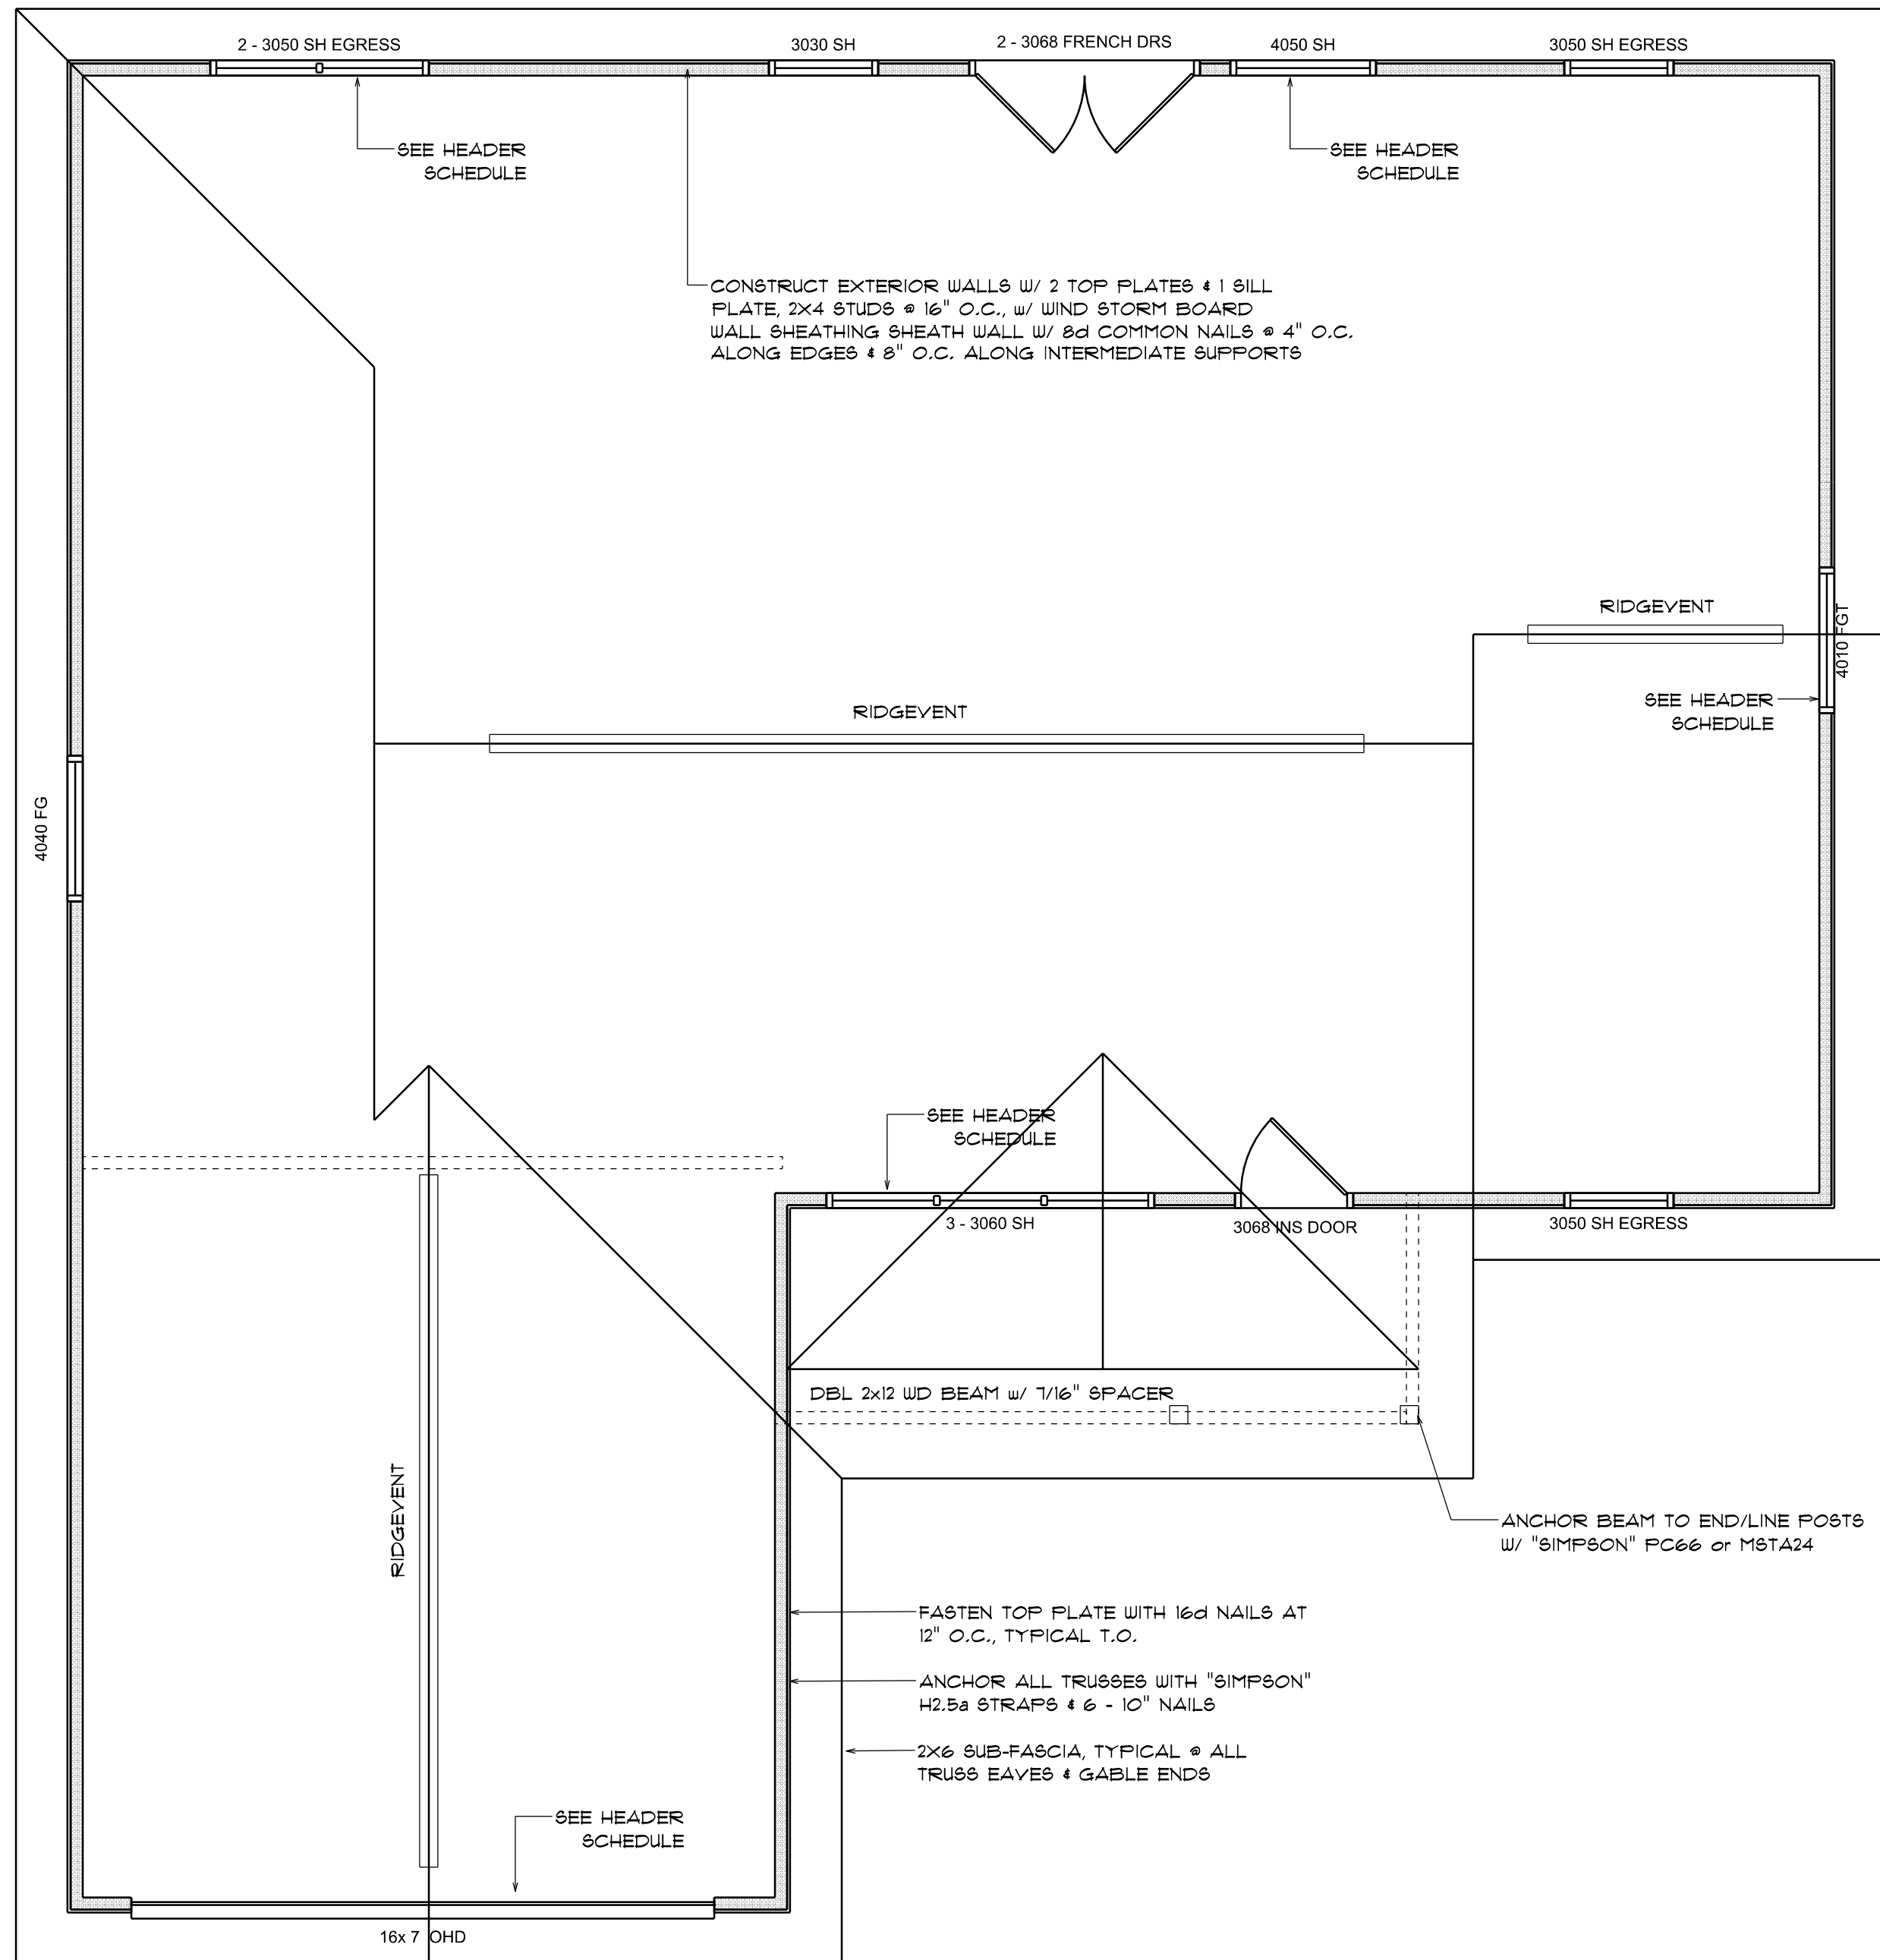 2 - 3050 SH EGRESS
3030 SH
2 - 3068 FRENCH DRS
4050 SH
3050 SH EGRESS
SEE HEADER
SCHEDULE
SEE HEADER
SCHEDULE
CONSTRUCT EXTERIOR WALLS W/ 2 TOP PLATES & 1 SILL
PLATE, 2X4 STUDS @ 16" O.C., w/ WIND STORM BOARD
WALL SHEATHING SHEATH WALL W/ 8d COMMON NAILS @ 4" O.C.
ALONG EDGES & 8" O.C. ALONG INTERMEDIATE SUPPORTS
RIDGEVENT
4010 FGT
SEE HEADER
SCHEDULE
RIDGEVENT
4040 FG
SEE HEADER
SCHEDULE
3 - 3060 SH
3068 INS DOOR
3050 SH EGRESS
DBL 2x12 WD BEAM w/ 7/16" SPACER
RIDGEVENT
ANCHOR BEAM TO END/LINE POSTS
W/ "SIMPSON" PC66 or MSTA24
FASTEN TOP PLATE WITH 16d NAILS AT
12" O.C., TYPICAL T.O.
ANCHOR ALL TRUSSES WITH "SIMPSON"
H2.5a STRAPS & 6 - 10" NAILS
2X6 SUB-FASCIA, TYPICAL @ ALL
TRUSS EAVES & GABLE ENDS
SEE HEADER
SCHEDULE
16x 7 OHD